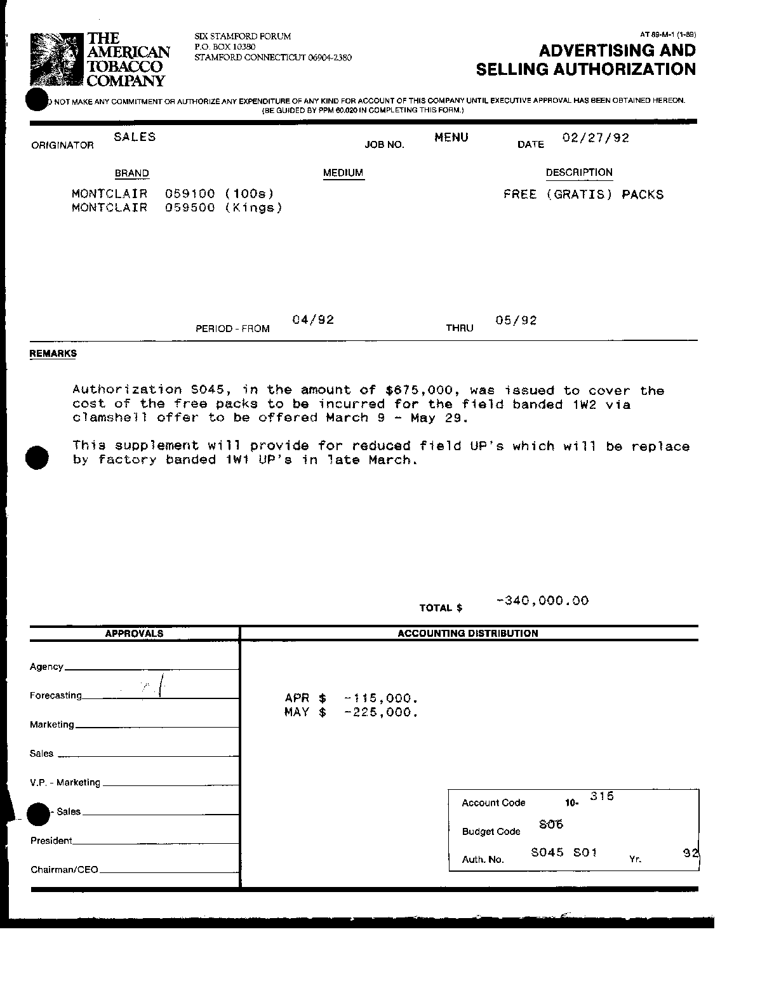 THE
AMERICAN
TOBACCO
COMPANY
SIX STAMFORD FORUM
P.O. BOX 10380
STAMFORD CONNECTICUT 06904-2380
AT 89-M-1 (1-89)
ADVERTISING AND
SELLING AUTHORIZATION
O NOT MAKE ANY COMMITMENT OR AUTHORIZE ANY EXPENDITURE OF ANY KIND FOR ACCOUNT OF THIS COMPANY UNTIL EXECUTIVE APPROVAL HAS BEEN OBTAINED HEREON.
(BE GUIDED BY PPM 60.020 IN COMPLETING THIS FORM.)
ORIGINATOR SALES JOB NO. MENU DATE 02/27/92
BRAND MEDIUM DESCRIPTION
MONTCLAIR 059100 (100s) FREE (GRATIS) PACKS
MONTCLAIR 059500 (Kings)
PERIOD - FROM 04/92 THRU 05/92
REMARKS
Authorization S045, in the amount of $675,000, was issued to cover the
cost of the free packs to be incurred for the field banded 1W2 via
clamshell offer to be offered March 9 - May 29.
This supplement will provide for reduced field UP's which will be replace
by factory banded 1W1 UP's in late March.
TOTAL $ -340,000.00
APPROVALS ACCOUNTING DISTRIBUTION
Agency
Forecasting
APR $ -115,000.
MAY $ -225,000.
Marketing
Sales
V.P. - Marketing
- Sales
President
Chairman/CEO
Account Code 10- 315
Budget Code S06
Auth. No. S045 S01 Yr. 92